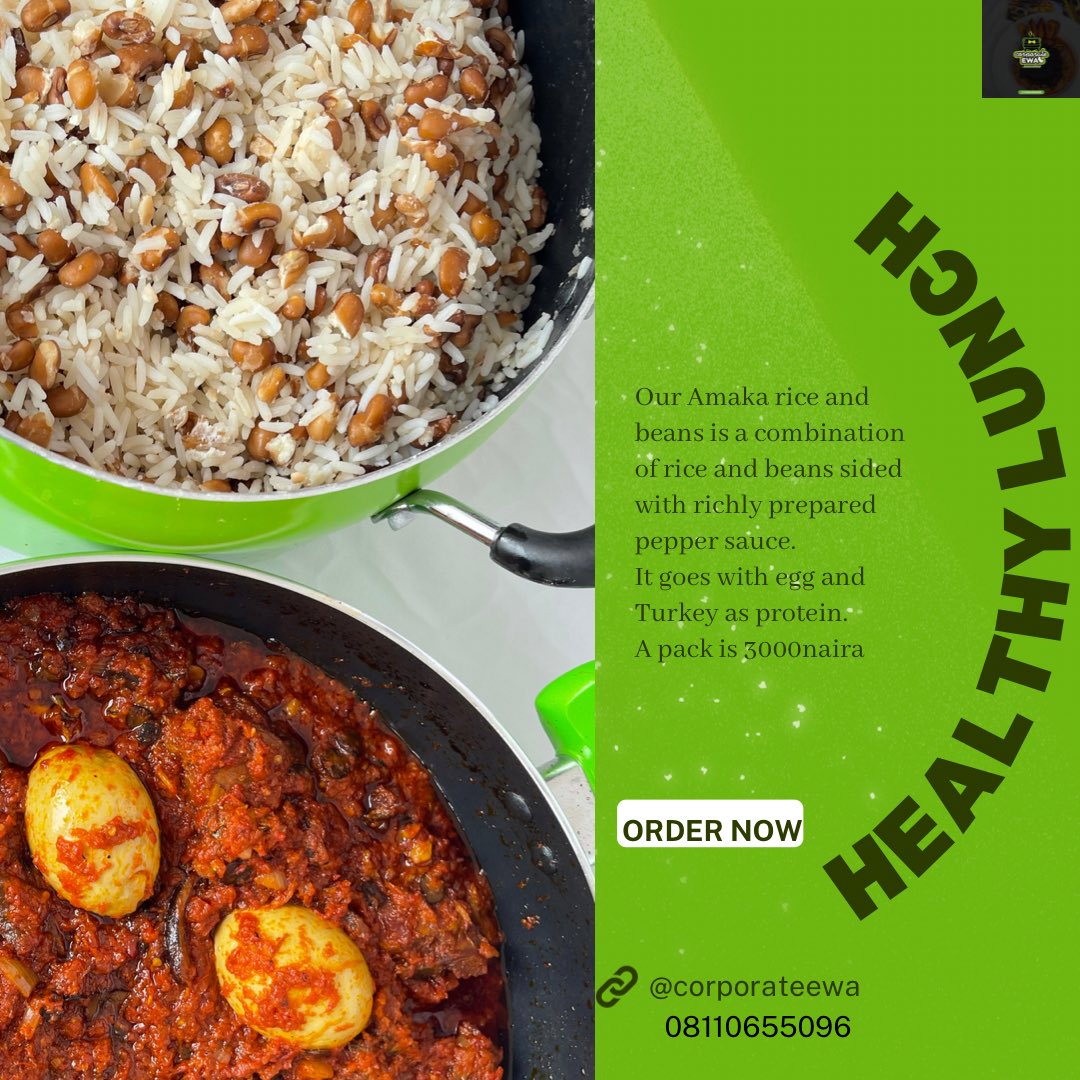 HEALTHY LUNCH
Our Amaka rice and
beans is a combination
of rice and beans sided
with richly prepared
pepper sauce.
It goes with egg and
Turkey as protein.
A pack is 3000naira
ORDER NOW
@corporateewa
08110655096